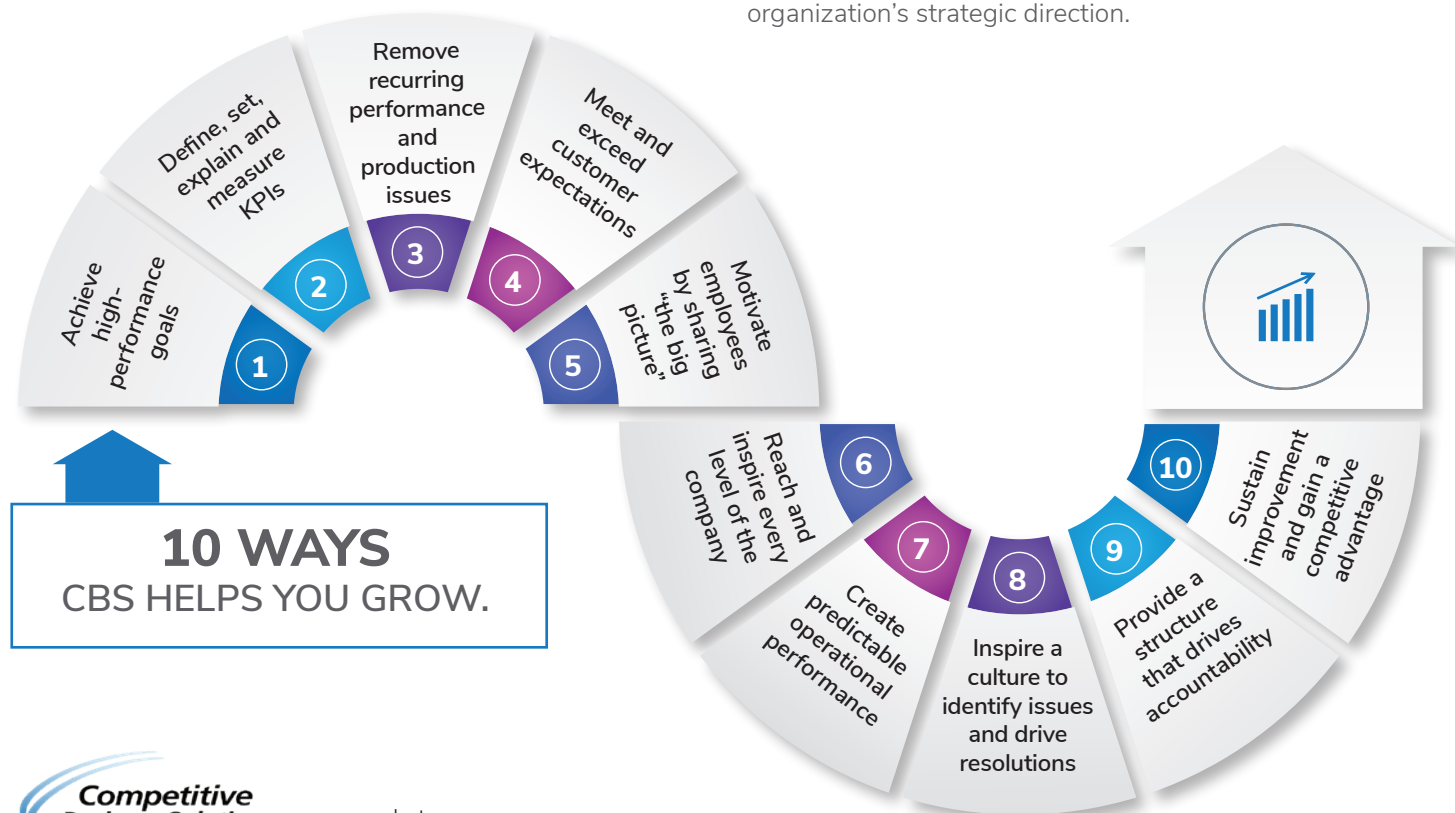 organization's strategic direction.
Achieve
high-
performance
goals
1
Define, set,
explain and
measure
KPIs
2
Remove
recurring
performance
and
production
issues
3
Meet and
exceed
customer
expectations
4
Motivate
employees
by sharing
“the big
picture”
5
10 WAYS
CBS HELPS YOU GROW.
6
Reach and
inspire every
level of the
company
7
Create
predictable
operational
performance
8
Inspire a
culture to
identify issues
and drive
resolutions
9
Provide a
structure
that drives
accountability
10
Sustain
improvement
and gain a
competitive
advantage
Competitive